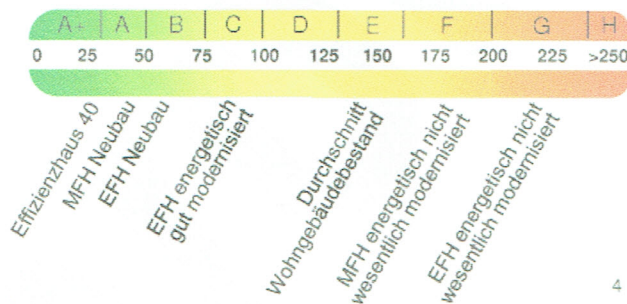 A+ A B C D E F G H
0 25 50 75 100 125 150 175 200 225 >250
Effizienzhaus 40
MFH Neubau
EFH Neubau
EFH energetisch
gut modernisiert
Durchschnitt
Wohngebäudebestand
MFH energetisch nicht
wesentlich modernisiert
EFH energetisch nicht
wesentlich modernisiert
4